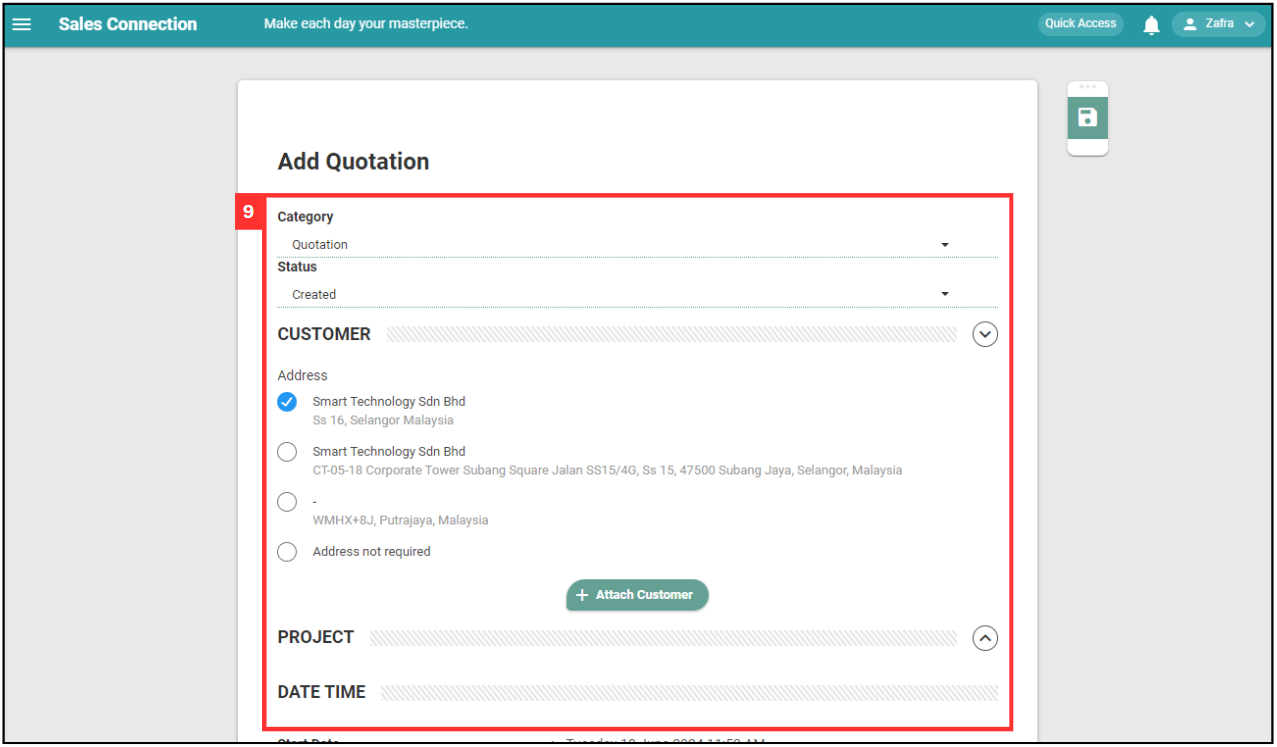 Sales Connection Make each day your masterpiece. Quick Access Zafra
Add Quotation
9
Category
Quotation
Status
Created
CUSTOMER
Address
Smart Technology Sdn Bhd
Ss 16, Selangor Malaysia
Smart Technology Sdn Bhd
CT-05-18 Corporate Tower Subang Square Jalan SS15/4G, Ss 15, 47500 Subang Jaya, Selangor, Malaysia
-
WMHX+8J, Putrajaya, Malaysia
Address not required
+ Attach Customer
PROJECT
DATE TIME